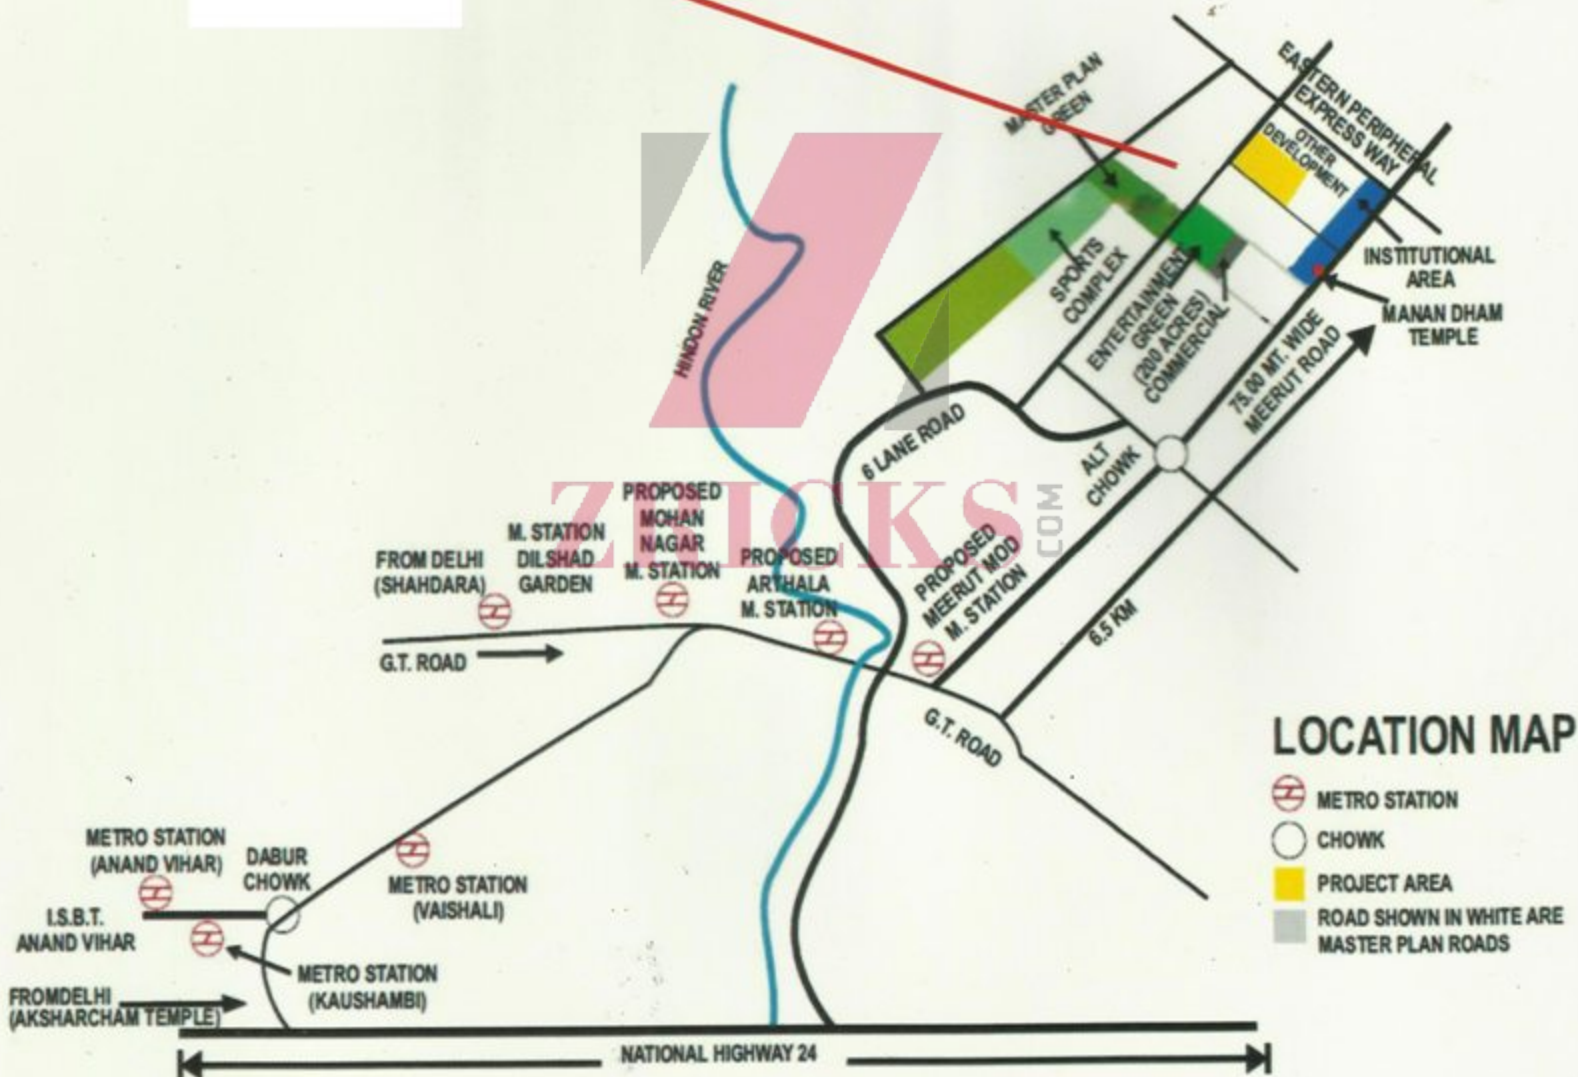 EASTERN PERIPHERAL
EXPRESS WAY
MASTER PLAN
GREEN
OTHER
DEVELOPMENT
INSTITUTIONAL
AREA
MANAN DHAM
TEMPLE
SPORTS
COMPLEX
ENTERTAINMENT
GREEN
(200 ACRES)
COMMERCIAL
75.00 MT. WIDE
MEERUT ROAD
HINDON RIVER
6 LANE ROAD
ALT
CHOWK
ZRICKS
COM
FROM DELHI
(SHAHDARA)
M. STATION
DILSHAD
GARDEN
PROPOSED
MOHAN
NAGAR
M. STATION
PROPOSED
ARTHALA
M. STATION
PROPOSED
MEERUT MOD
M. STATION
6.5 KM
G.T. ROAD
G.T. ROAD
LOCATION MAP
METRO STATION
CHOWK
PROJECT AREA
ROAD SHOWN IN WHITE ARE
MASTER PLAN ROADS
METRO STATION
(ANAND VIHAR)
DABUR
CHOWK
METRO STATION
(VAISHALI)
I.S.B.T.
ANAND VIHAR
METRO STATION
(KAUSHAMBI)
FROMDELHI
(AKSHARCHAM TEMPLE)
NATIONAL HIGHWAY 24